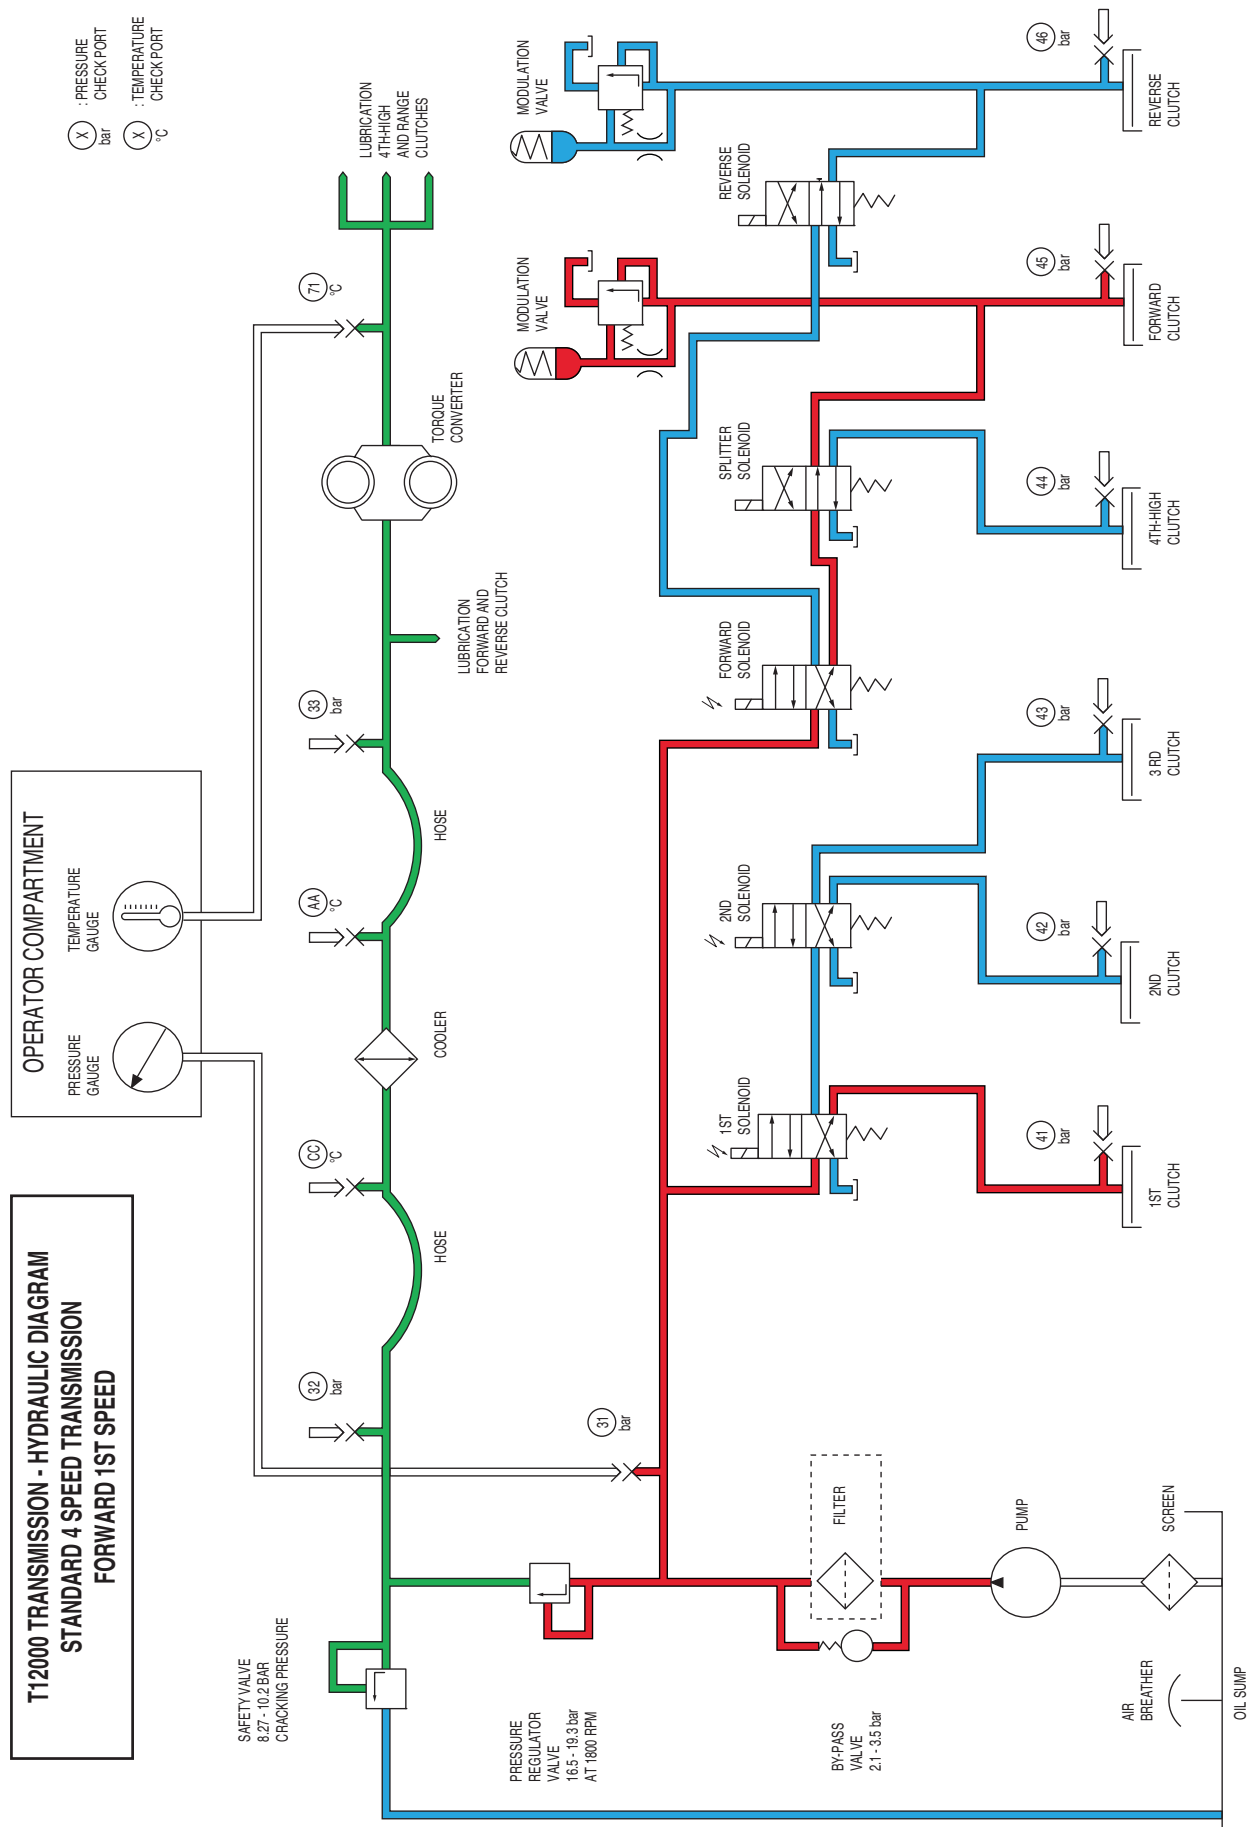 T12000 TRANSMISSION - HYDRAULIC DIAGRAM
STANDARD 4 SPEED TRANSMISSION
FORWARD 1ST SPEED
OPERATOR COMPARTMENT
PRESSURE
GAUGE
TEMPERATURE
GAUGE
X
bar
: PRESSURE
CHECK PORT
X
°C
: TEMPERATURE
CHECK PORT
SAFETY VALVE
8.27 - 10.2 BAR
CRACKING PRESSURE
32
bar
HOSE
CC
°C
COOLER
AA
°C
HOSE
33
bar
LUBRICATION
FORWARD AND
REVERSE CLUTCH
TORQUE
CONVERTER
71
°C
LUBRICATION
4TH-HIGH
AND RANGE
CLUTCHES
PRESSURE
REGULATOR
VALVE
16.5 - 19.3 bar
AT 1800 RPM
31
bar
MODULATION
VALVE
MODULATION
VALVE
1ST
SOLENOID
2ND
SOLENOID
FORWARD
SOLENOID
SPLITTER
SOLENOID
REVERSE
SOLENOID
BY-PASS
VALVE
2.1 - 3.5 bar
FILTER
PUMP
41
bar
42
bar
43
bar
44
bar
45
bar
46
bar
AIR
BREATHER
SCREEN
1ST
CLUTCH
2ND
CLUTCH
3 RD
CLUTCH
4TH-HIGH
CLUTCH
FORWARD
CLUTCH
REVERSE
CLUTCH
OIL SUMP